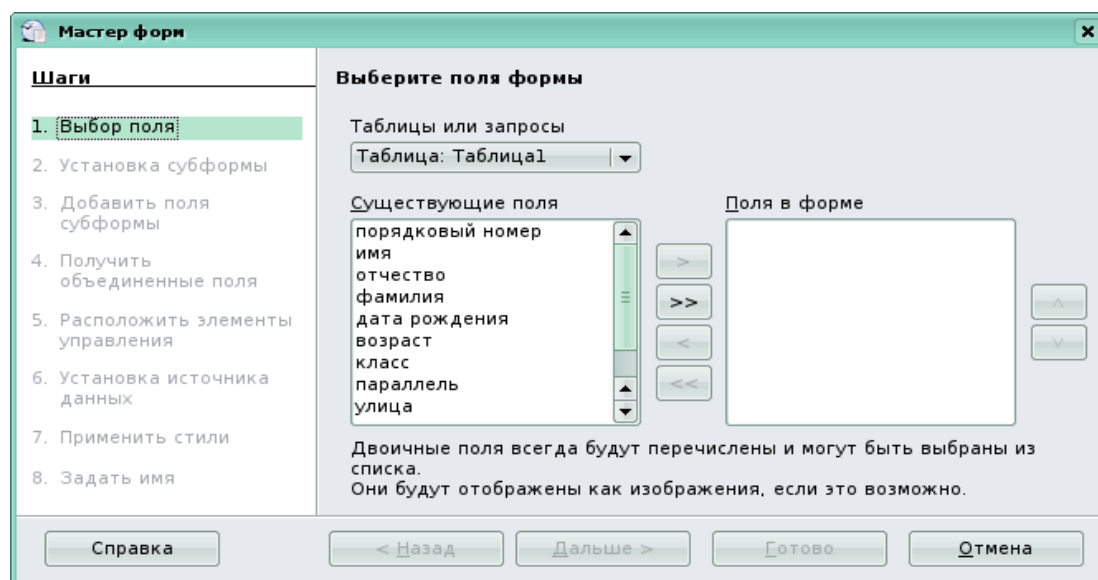 Мастер форм
Шаги
1. Выбор поля
2. Установка субформы
3. Добавить поля
субформы
4. Получить
объединенные поля
5. Расположить элементы
управления
6. Установка источника
данных
7. Применить стили
8. Задать имя
Выберите поля формы
Таблицы или запросы
Таблица: Таблица1
Существующие поля
порядковый номер
имя
отчество
фамилия
дата рождения
возраст
класс
параллель
улица
>
>>
<
<<
Поля в форме
Двоичные поля всегда будут перечислены и могут быть выбраны из
списка.
Они будут отображены как изображения, если это возможно.
Справка
< Назад
Дальше >
Готово
Отмена